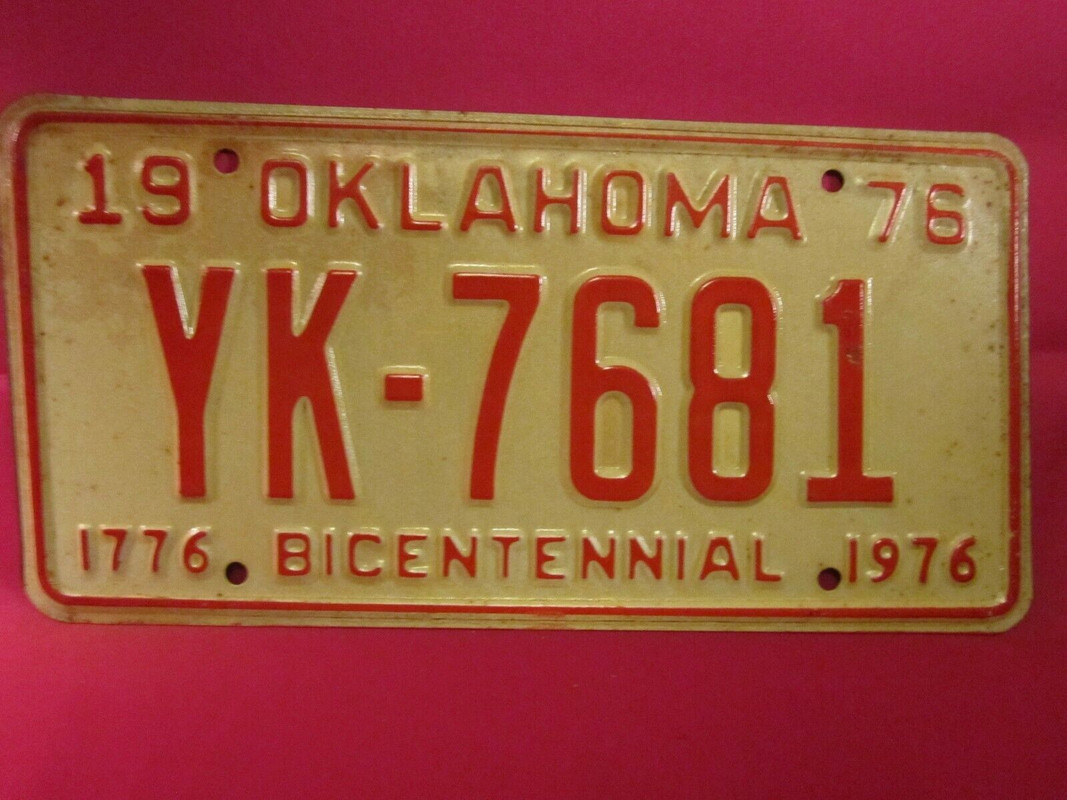 19 OKLAHOMA 76
YK-7681
1776 BICENTENNIAL 1976